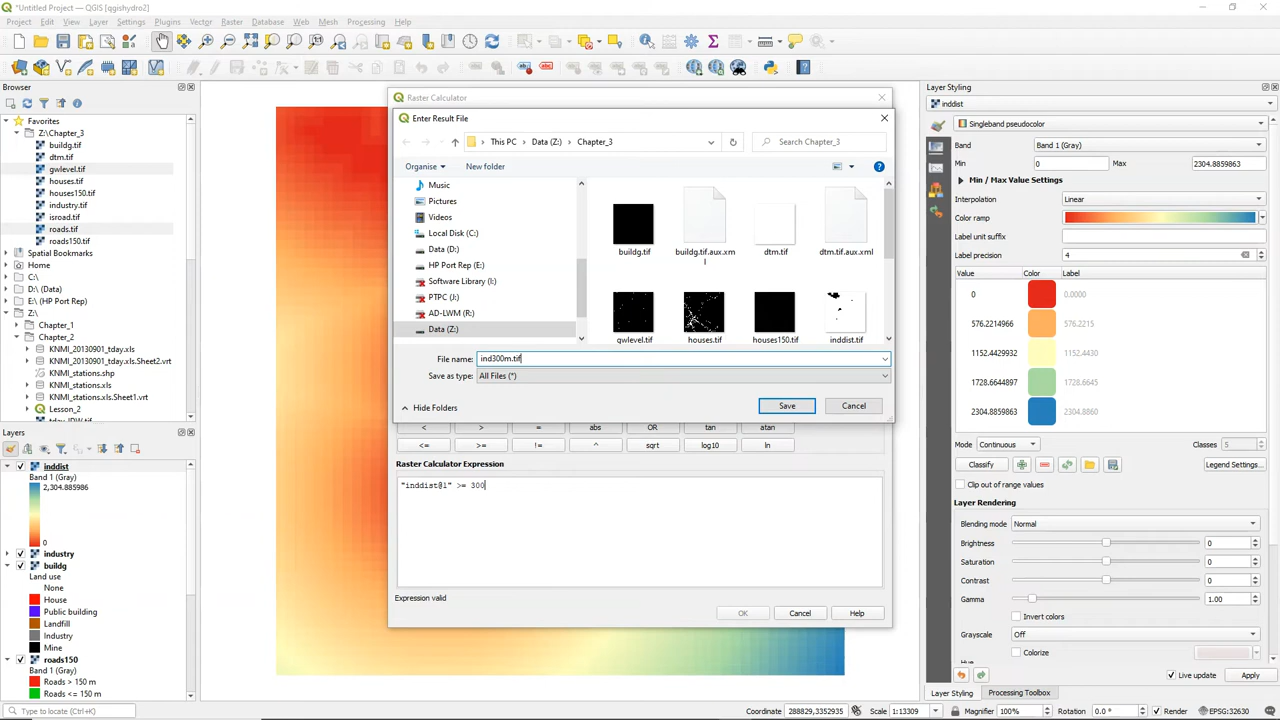 *Untitled Project — QGIS [qgishydro2]
Project Edit View Layer Settings Plugins Vector Raster Database Web Mesh Processing Help
Browser
Favorites
Z:\Chapter_3
buildg.tif
dtm.tif
gwlevel.tif
houses.tif
houses150.tif
industry.tif
isroad.tif
roads.tif
roads150.tif
Spatial Bookmarks
Home
C:\
D:\ (Data)
E:\ (HP Port Rep)
Z:\
Chapter_1
Chapter_2
KNMI_20130901_tday.xls
KNMI_20130901_tday.xls.Sheet2.vrt
KNMI_stations.shp
KNMI_stations.xls
KNMI_stations.xls.Sheet1.vrt
Lesson_2
tday_IDW.tif
Layers
inddist
Band 1 (Gray)
2,304.885986
0
industry
buildg
Land use
None
House
Public building
Landfill
Industry
Mine
roads150
Band 1 (Gray)
Roads > 150 m
Roads <= 150 m
Raster Calculator
Enter Result File
This PC > Data (Z:) > Chapter_3
Search Chapter_3
Organise New folder
Music
Pictures
Videos
Local Disk (C:)
Data (D:)
HP Port Rep (E:)
Software Library (I:)
PTPC (J:)
AD-LWM (R:)
Data (Z:)
buildg.tif
buildg.tif.aux.xml
dtm.tif
dtm.tif.aux.xml
gwlevel.tif
houses.tif
houses150.tif
inddist.tif
File name: ind300m.tif
Save as type: All Files (*)
Hide Folders
Save Cancel
< > = abs OR tan atan
<= >= != ^ sqrt log10 ln
Raster Calculator Expression
"inddist@1" >= 300
Expression valid
OK Cancel Help
Layer Styling
inddist
Singleband pseudocolor
Band Band 1 (Gray)
Min 0 Max 2304.8859863
Min / Max Value Settings
Interpolation Linear
Color ramp
Label unit suffix
Label precision 4
Value Color Label
0 0.0000
576.2214966 576.2215
1152.4429932 1152.4430
1728.6644897 1728.6645
2304.8859863 2304.8860
Mode Continuous Classes 5
Classify Legend Settings...
Clip out of range values
Layer Rendering
Blending mode Normal
Brightness 0
Saturation 0
Contrast 0
Gamma 1.00
Invert colors
Grayscale Off
Colorize
Hue
Live update Apply
Layer Styling Processing Toolbox
Type to locate (Ctrl+K)
Coordinate 288829,3352935 Scale 1:13309 Magnifier 100% Rotation 0.0 ° Render EPSG:32630